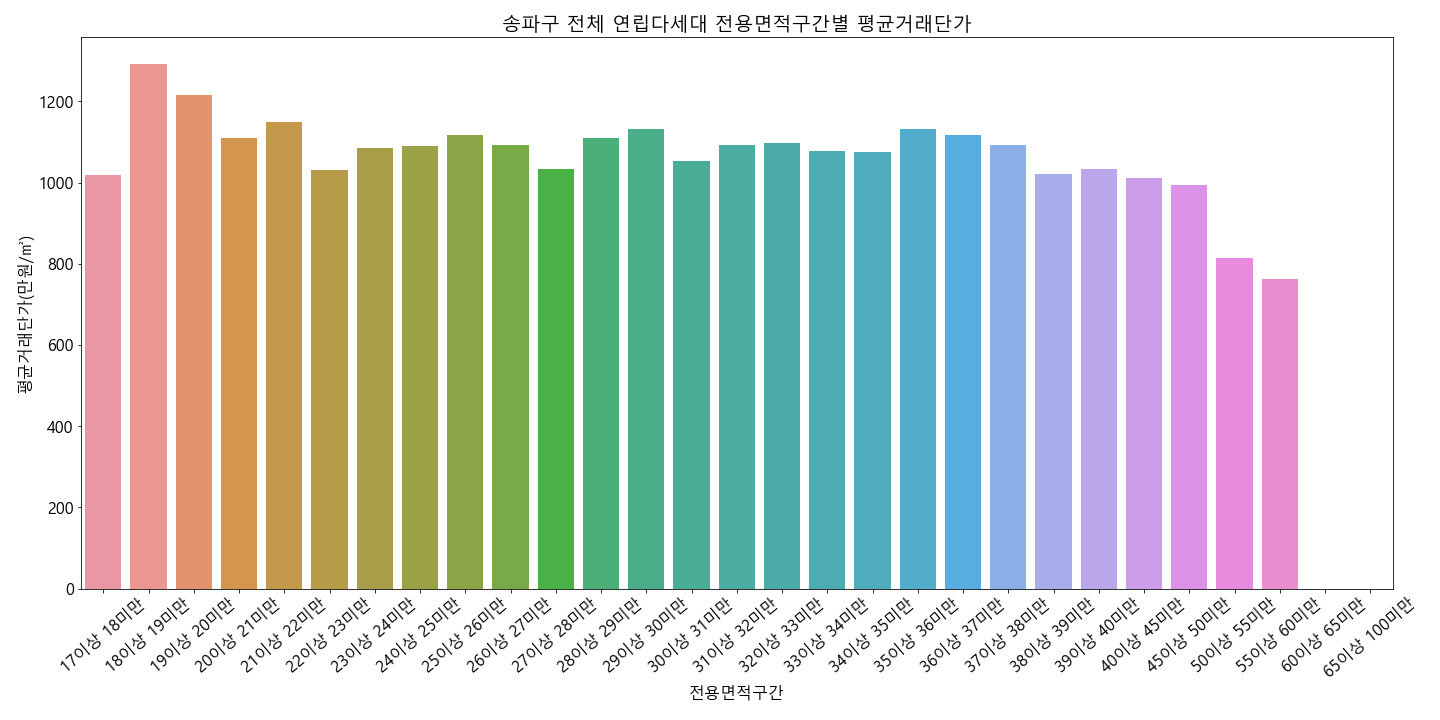 송파구 전체 연립다세대 전용면적구간별 평균거래단가
평균거래단가(만원/㎡)
1200
1000
800
600
400
200
0
17이상 18미만
18이상 19미만
19이상 20미만
20이상 21미만
21이상 22미만
22이상 23미만
23이상 24미만
24이상 25미만
25이상 26미만
26이상 27미만
27이상 28미만
28이상 29미만
29이상 30미만
30이상 31미만
31이상 32미만
32이상 33미만
33이상 34미만
34이상 35미만
35이상 36미만
36이상 37미만
37이상 38미만
38이상 39미만
39이상 40미만
40이상 45미만
45이상 50미만
50이상 55미만
55이상 60미만
60이상 65미만
65이상 100미만
전용면적구간